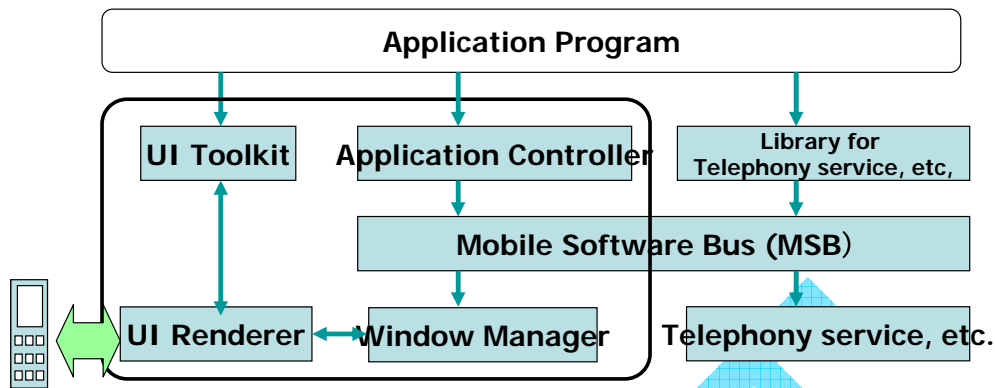 Application Program
UI Toolkit
Application Controller
Library for
Telephony service, etc,
Mobile Software Bus (MSB）
UI Renderer
Window Manager
Telephony service, etc.